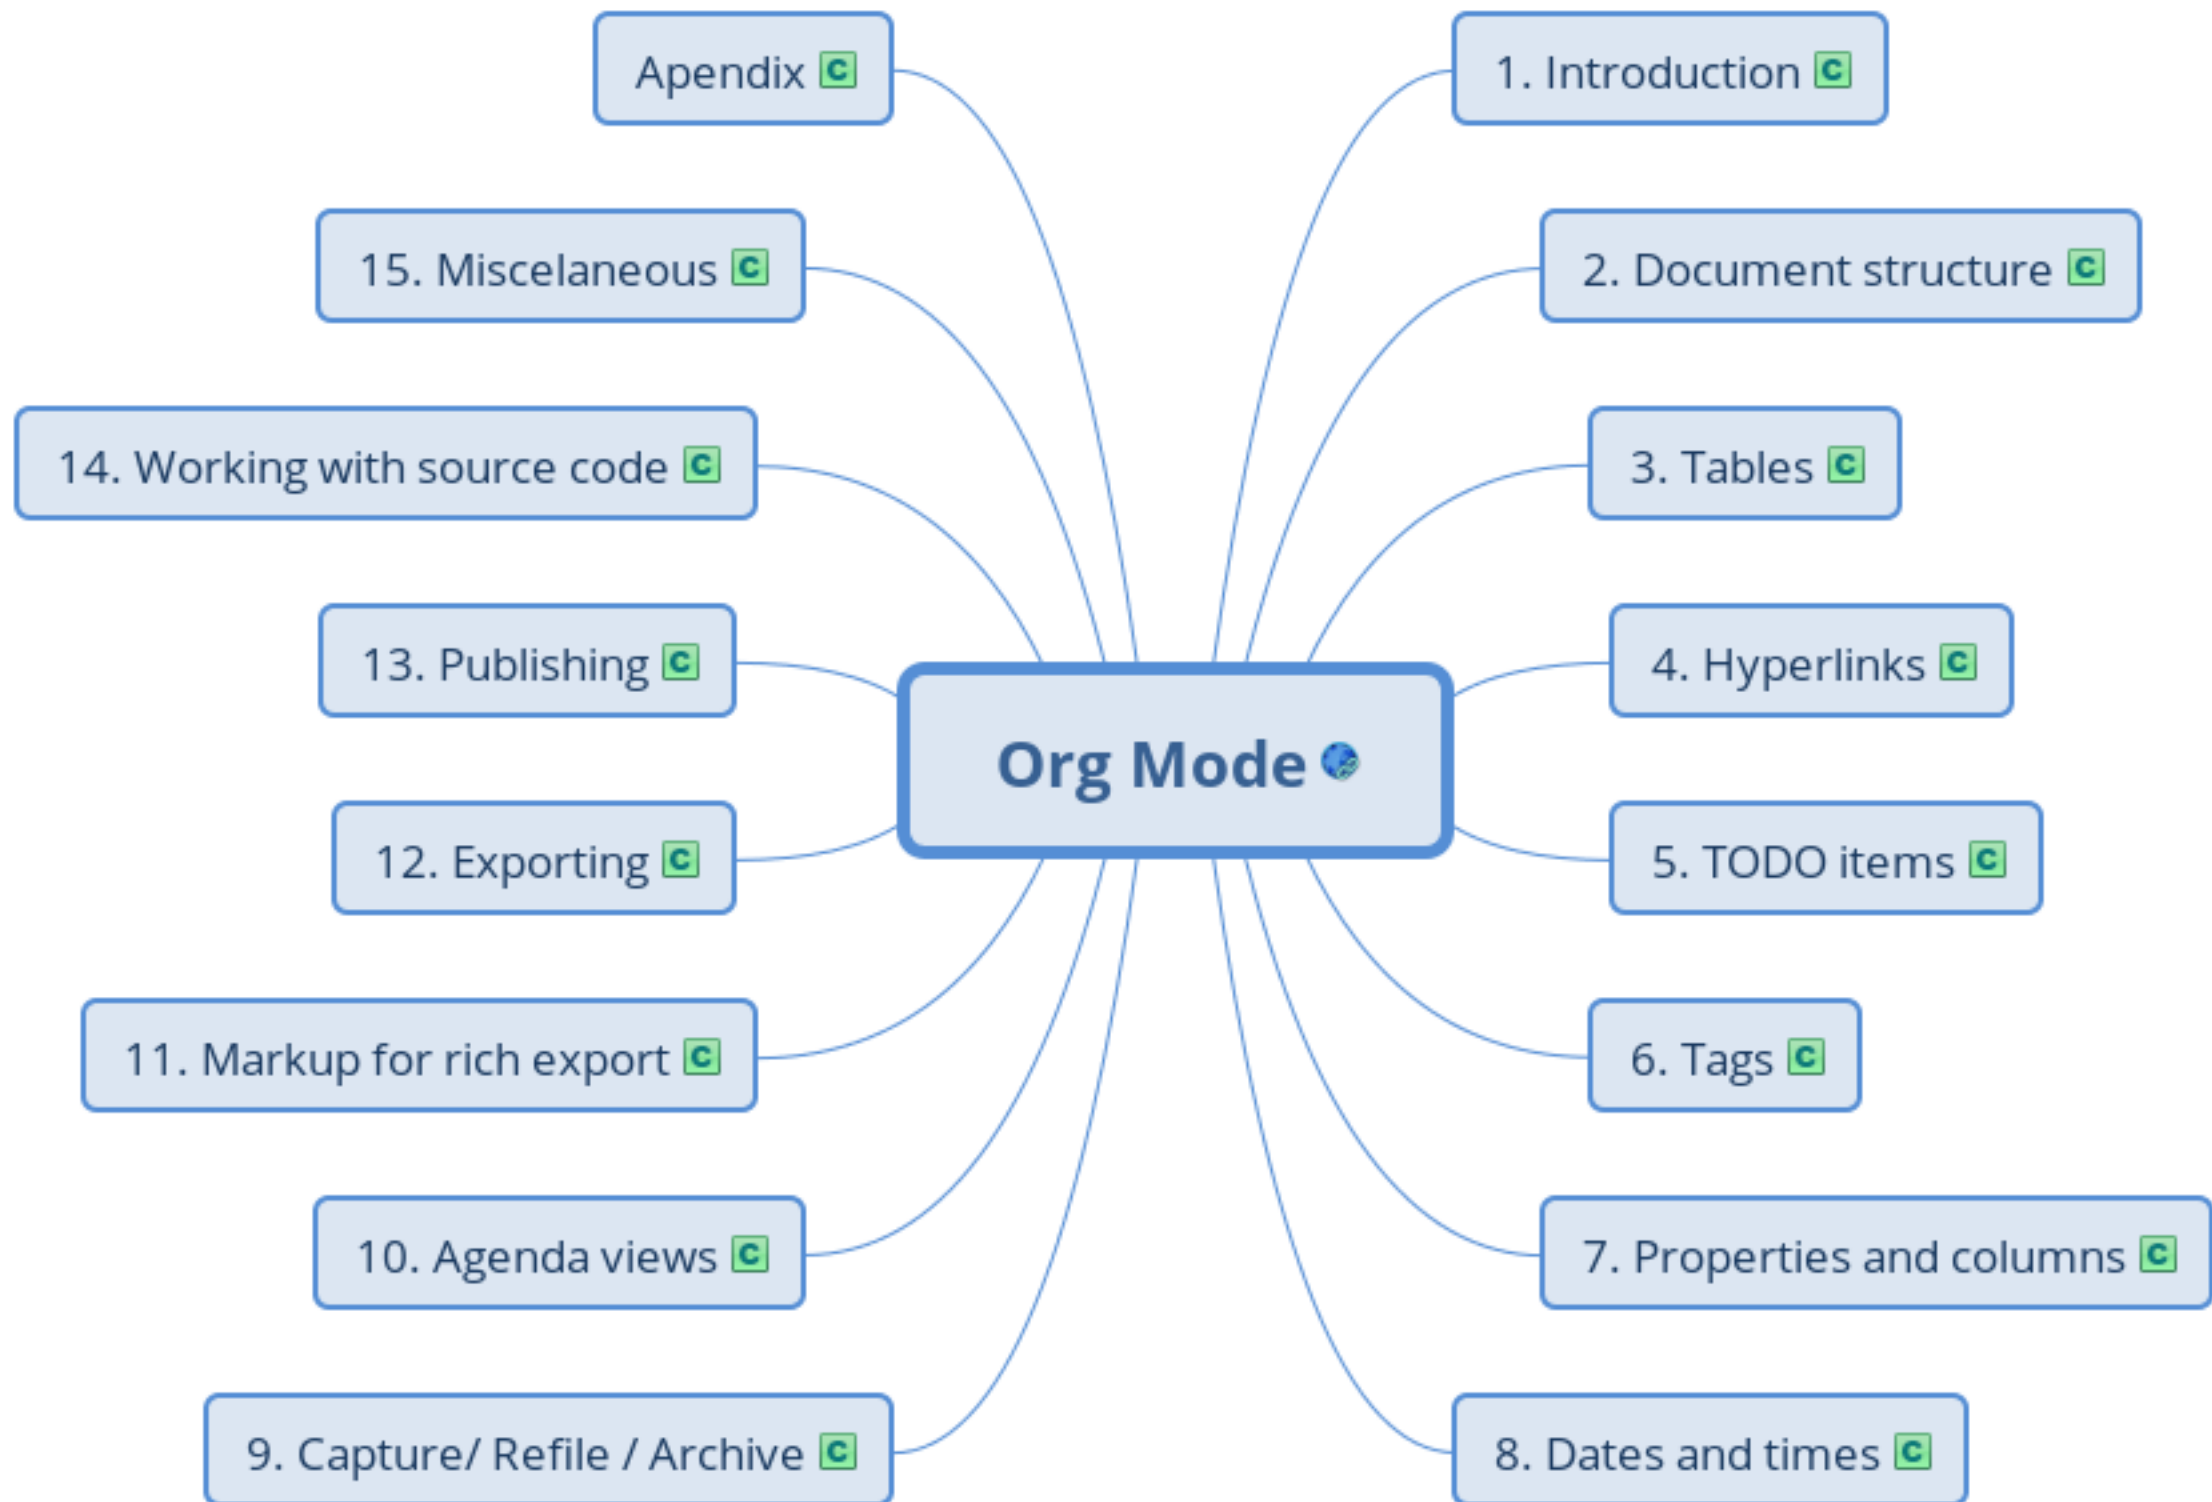 Org Mode
1. Introduction
2. Document structure
3. Tables
4. Hyperlinks
5. TODO items
6. Tags
7. Properties and columns
8. Dates and times
9. Capture/ Refile / Archive
10. Agenda views
11. Markup for rich export
12. Exporting
13. Publishing
14. Working with source code
15. Miscelaneous
Apendix